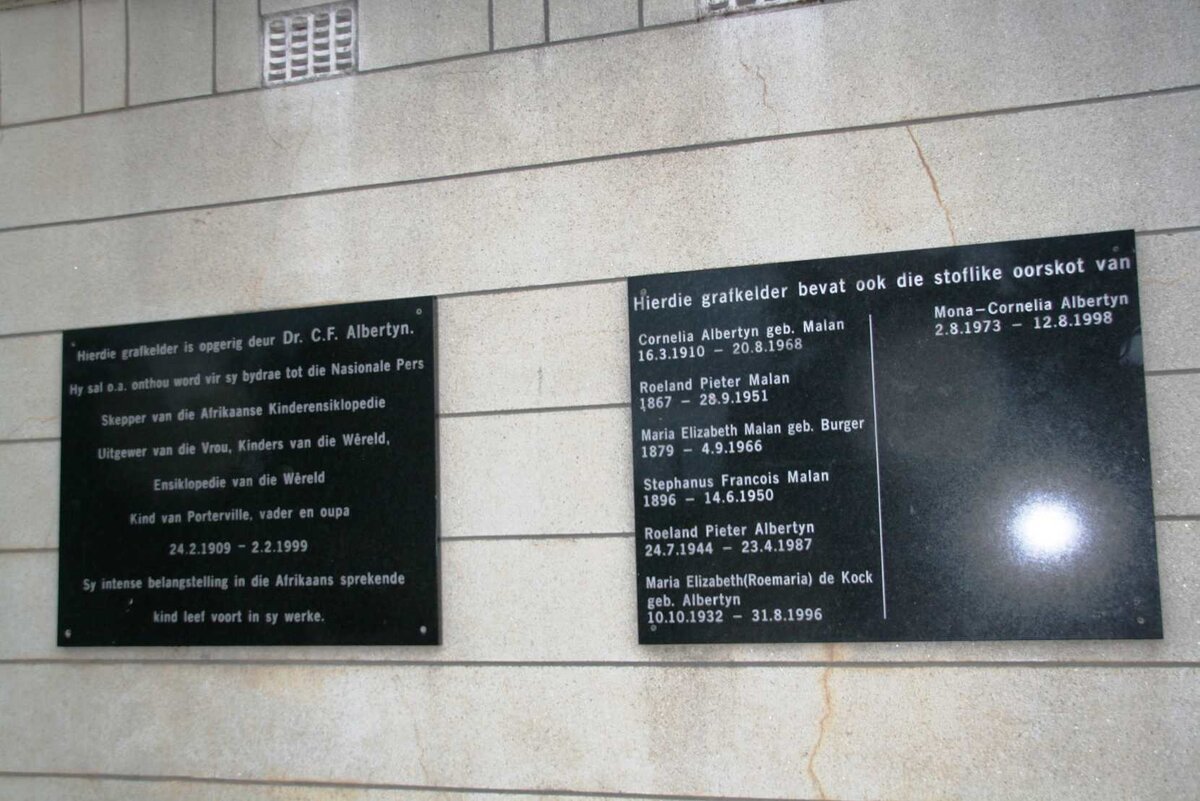 Hierdie grafkelder is opgerig deur Dr. C.F. Albertyn.
Hy sal o.a. onthou word vir sy bydrae tot die Nasionale Pers
Skepper van die Afrikaanse Kinderensiklopedie
Uitgewer van die Vrou, Kinders van die Wêreld,
Ensiklopedie van die Wêreld
Kind van Porterville, vader en oupa
24.2.1909 - 2.2.1999
Sy intense belangstelling in die Afrikaans sprekende
kind leef voort in sy werke.
Hierdie grafkelder bevat ook die stoflike oorskot van
Cornelia Albertyn geb. Malan
16.3.1910 - 20.8.1968
Roeland Pieter Malan
1867 - 28.9.1951
Maria Elizabeth Malan geb. Burger
1879 - 4.9.1966
Stephanus Francois Malan
1896 - 14.6.1950
Roeland Pieter Albertyn
24.7.1944 - 23.4.1987
Maria Elizabeth(Roemaria) de Kock
geb. Albertyn
10.10.1932 - 31.8.1996
Mona-Cornelia Albertyn
2.8.1973 - 12.8.1998